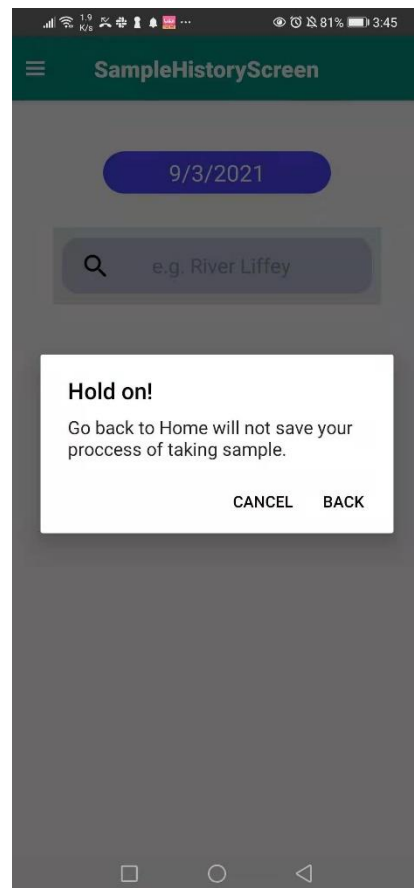 1.9 K/s 81% 3:45
SampleHistoryScreen
9/3/2021
e.g. River Liffey
Hold on!
Go back to Home will not save your
proccess of taking sample.
CANCEL BACK